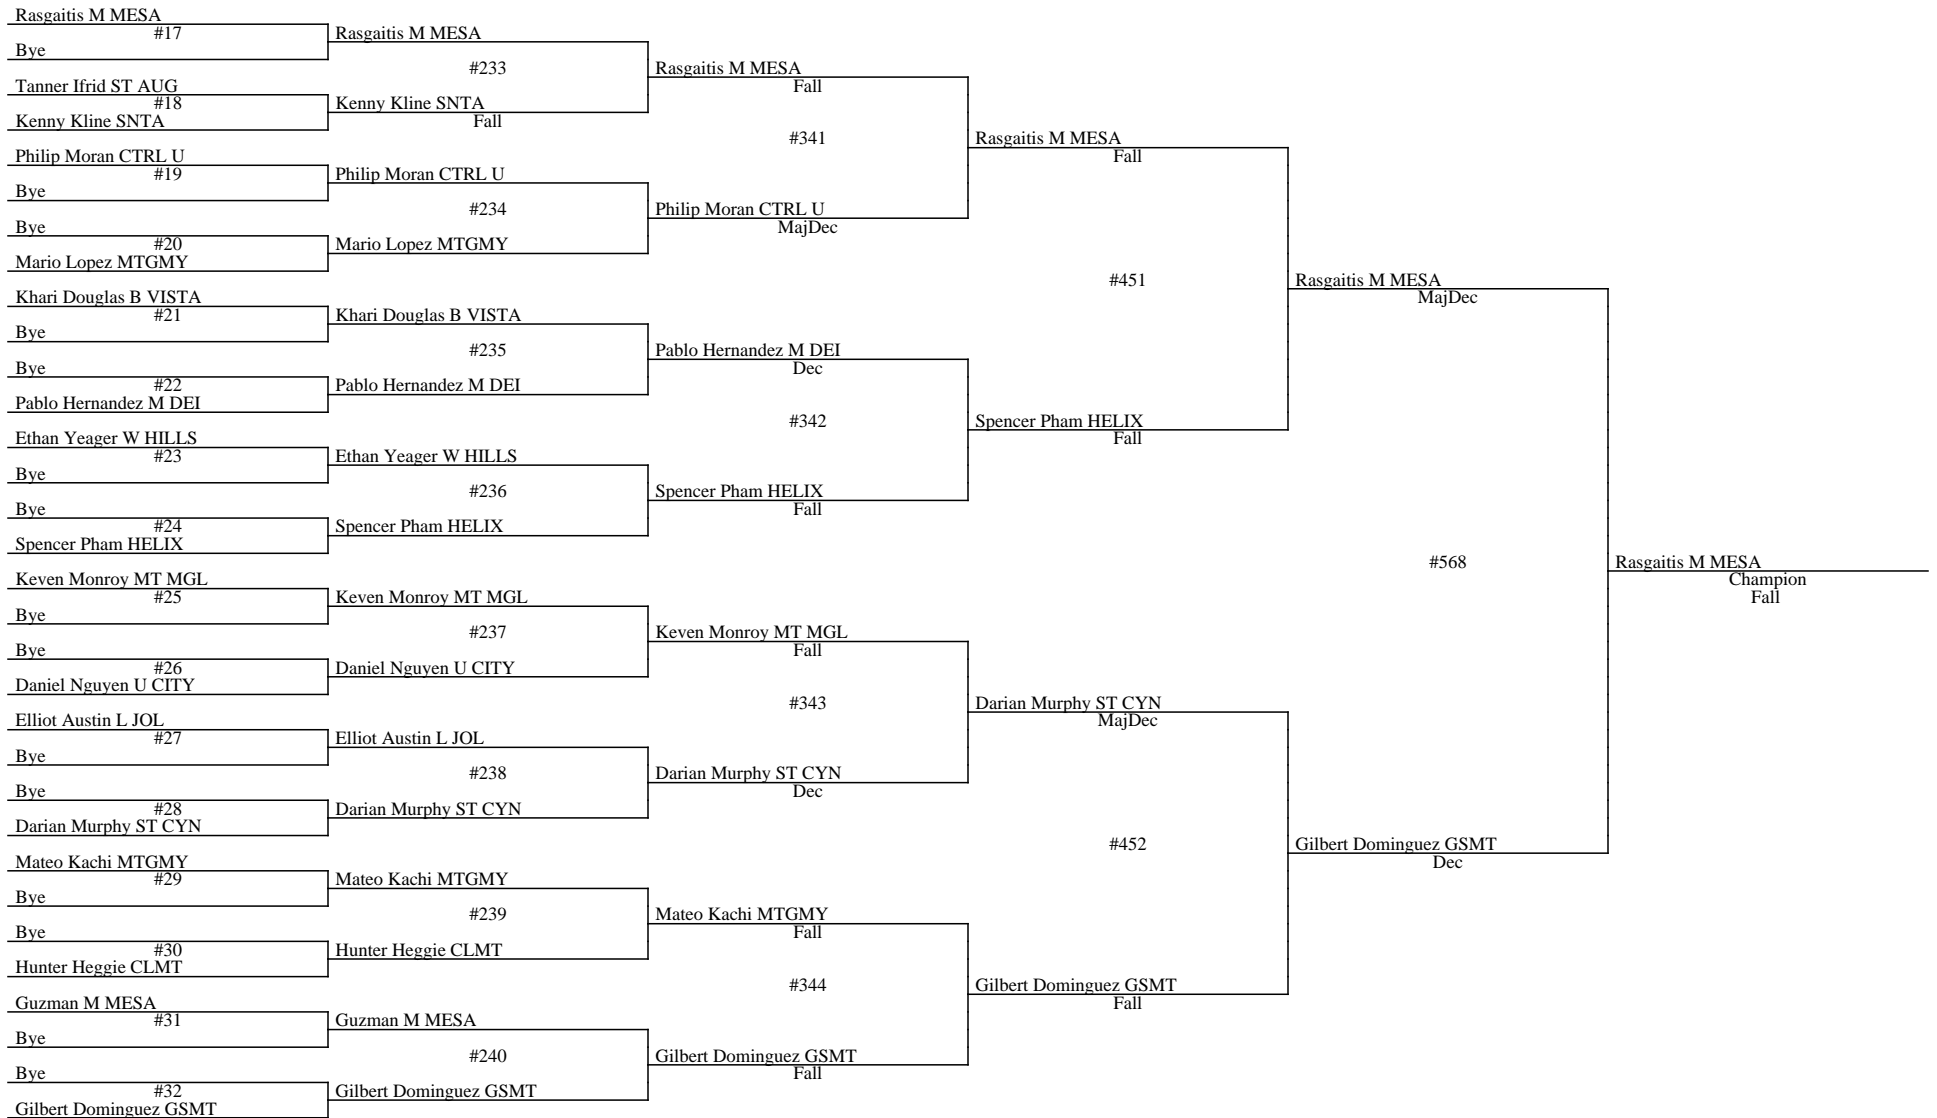 Rasgaitis M MESA
#17
Bye
Tanner Ifrid ST AUG
#18
Kenny Kline SNTA
Philip Moran CTRL U
#19
Bye
Bye
#20
Mario Lopez MTGMY
Khari Douglas B VISTA
#21
Bye
Bye
#22
Pablo Hernandez M DEI
Ethan Yeager W HILLS
#23
Bye
Bye
#24
Spencer Pham HELIX
Keven Monroy MT MGL
#25
Bye
Bye
#26
Daniel Nguyen U CITY
Elliot Austin L JOL
#27
Bye
Bye
#28
Darian Murphy ST CYN
Mateo Kachi MTGMY
#29
Bye
Bye
#30
Hunter Heggie CLMT
Guzman M MESA
#31
Bye
Bye
#32
Gilbert Dominguez GSMT
Rasgaitis M MESA
#233
Kenny Kline SNTA
Fall
Philip Moran CTRL U
#234
Mario Lopez MTGMY
Khari Douglas B VISTA
#235
Pablo Hernandez M DEI
Ethan Yeager W HILLS
#236
Spencer Pham HELIX
Keven Monroy MT MGL
#237
Daniel Nguyen U CITY
Elliot Austin L JOL
#238
Darian Murphy ST CYN
Mateo Kachi MTGMY
#239
Hunter Heggie CLMT
Guzman M MESA
#240
Gilbert Dominguez GSMT
Rasgaitis M MESA
Fall
#341
Philip Moran CTRL U
MajDec
Pablo Hernandez M DEI
Dec
#342
Spencer Pham HELIX
Fall
Keven Monroy MT MGL
Fall
#343
Darian Murphy ST CYN
Dec
Mateo Kachi MTGMY
Fall
#344
Gilbert Dominguez GSMT
Fall
Rasgaitis M MESA
Fall
#451
Spencer Pham HELIX
Fall
Darian Murphy ST CYN
MajDec
#452
Gilbert Dominguez GSMT
Fall
Rasgaitis M MESA
MajDec
#568
Gilbert Dominguez GSMT
Dec
Rasgaitis M MESA
Champion
Fall